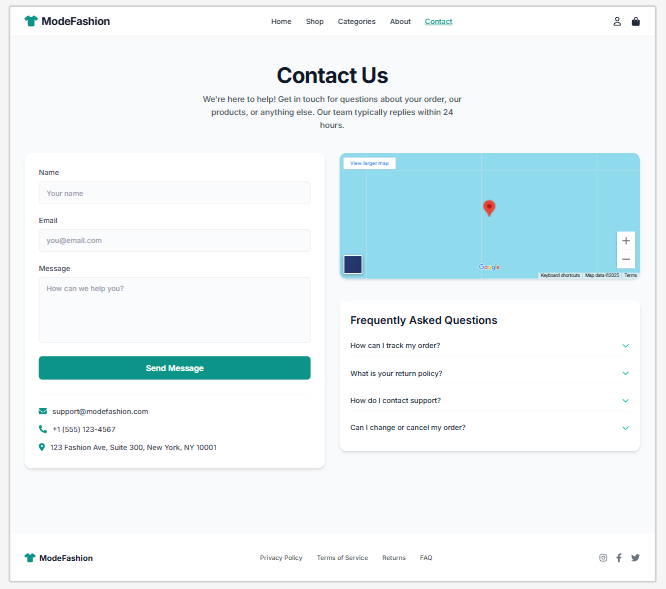 ModeFashion
Home Shop Categories About Contact
Contact Us
We're here to help! Get in touch for questions about your order, our
products, or anything else. Our team typically replies within 24
hours.
Name
Your name
Email
you@email.com
Message
How can we help you?
Send Message
support@modefashion.com
+1 (555) 123-4567
123 Fashion Ave, Suite 300, New York, NY 10001
View larger map
Google
Keyboard shortcuts Map data ©2025 Terms
Frequently Asked Questions
How can I track my order?
What is your return policy?
How do I contact support?
Can I change or cancel my order?
ModeFashion
Privacy Policy Terms of Service Returns FAQ